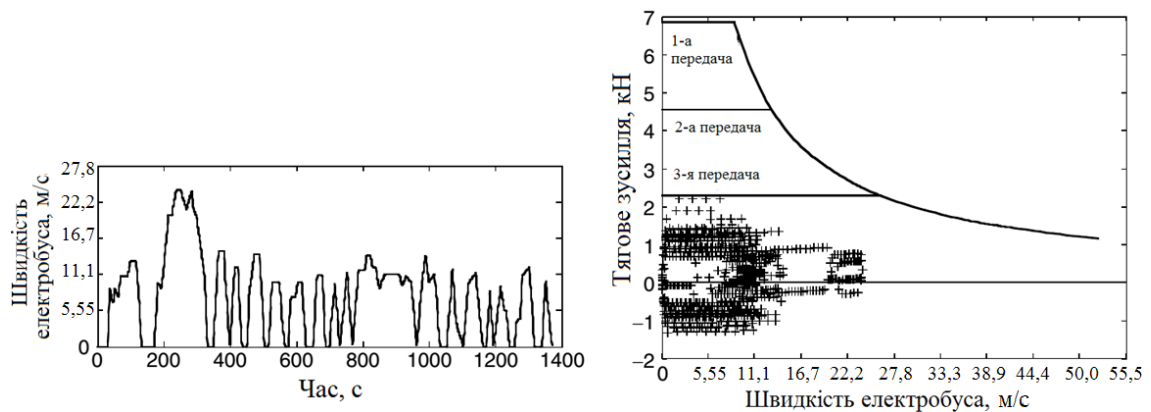 Швидкість
електробуса, м/с
27,8
22,2
16,7
11,1
5,55
0
0 200 400 600 800 1000 1200 1400
Час, с
Тягове зусилля, кН
7
6
5
4
3
2
1
0
–1
–2
1-а
передача
2-а передача
3-я передача
0 5,55 11,1 16,7 22,2 27,8 33,3 38,9 44,4 50,0 55,5
Швидкість електробуса, м/с